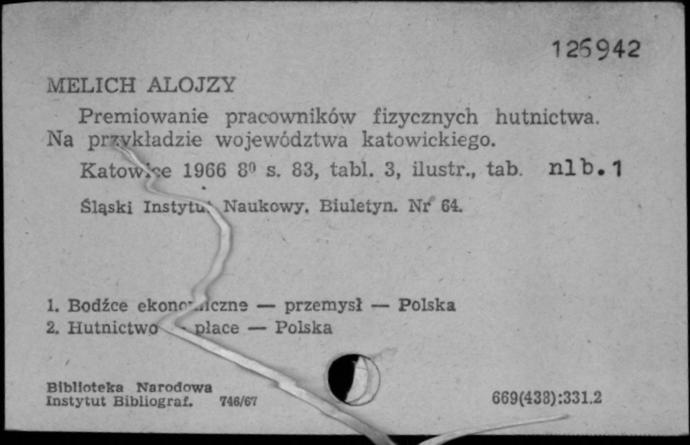 126942
MELICH ALOJZY
Premiowanie pracowników fizycznych hutnictwa.
Na przykładzie województwa katowickiego.
Katowice 1966 8⁰ s. 83, tabl. 3, ilustr., tab. nlb. 1
Śląski Instytut Naukowy. Biuletyn. Nr 64.
1. Bodźce ekonomiczne — przemysł — Polska
2. Hutnictwo - płace — Polska
Biblioteka Narodowa
Instytut Bibliograf. 746/67
669(438):331.2